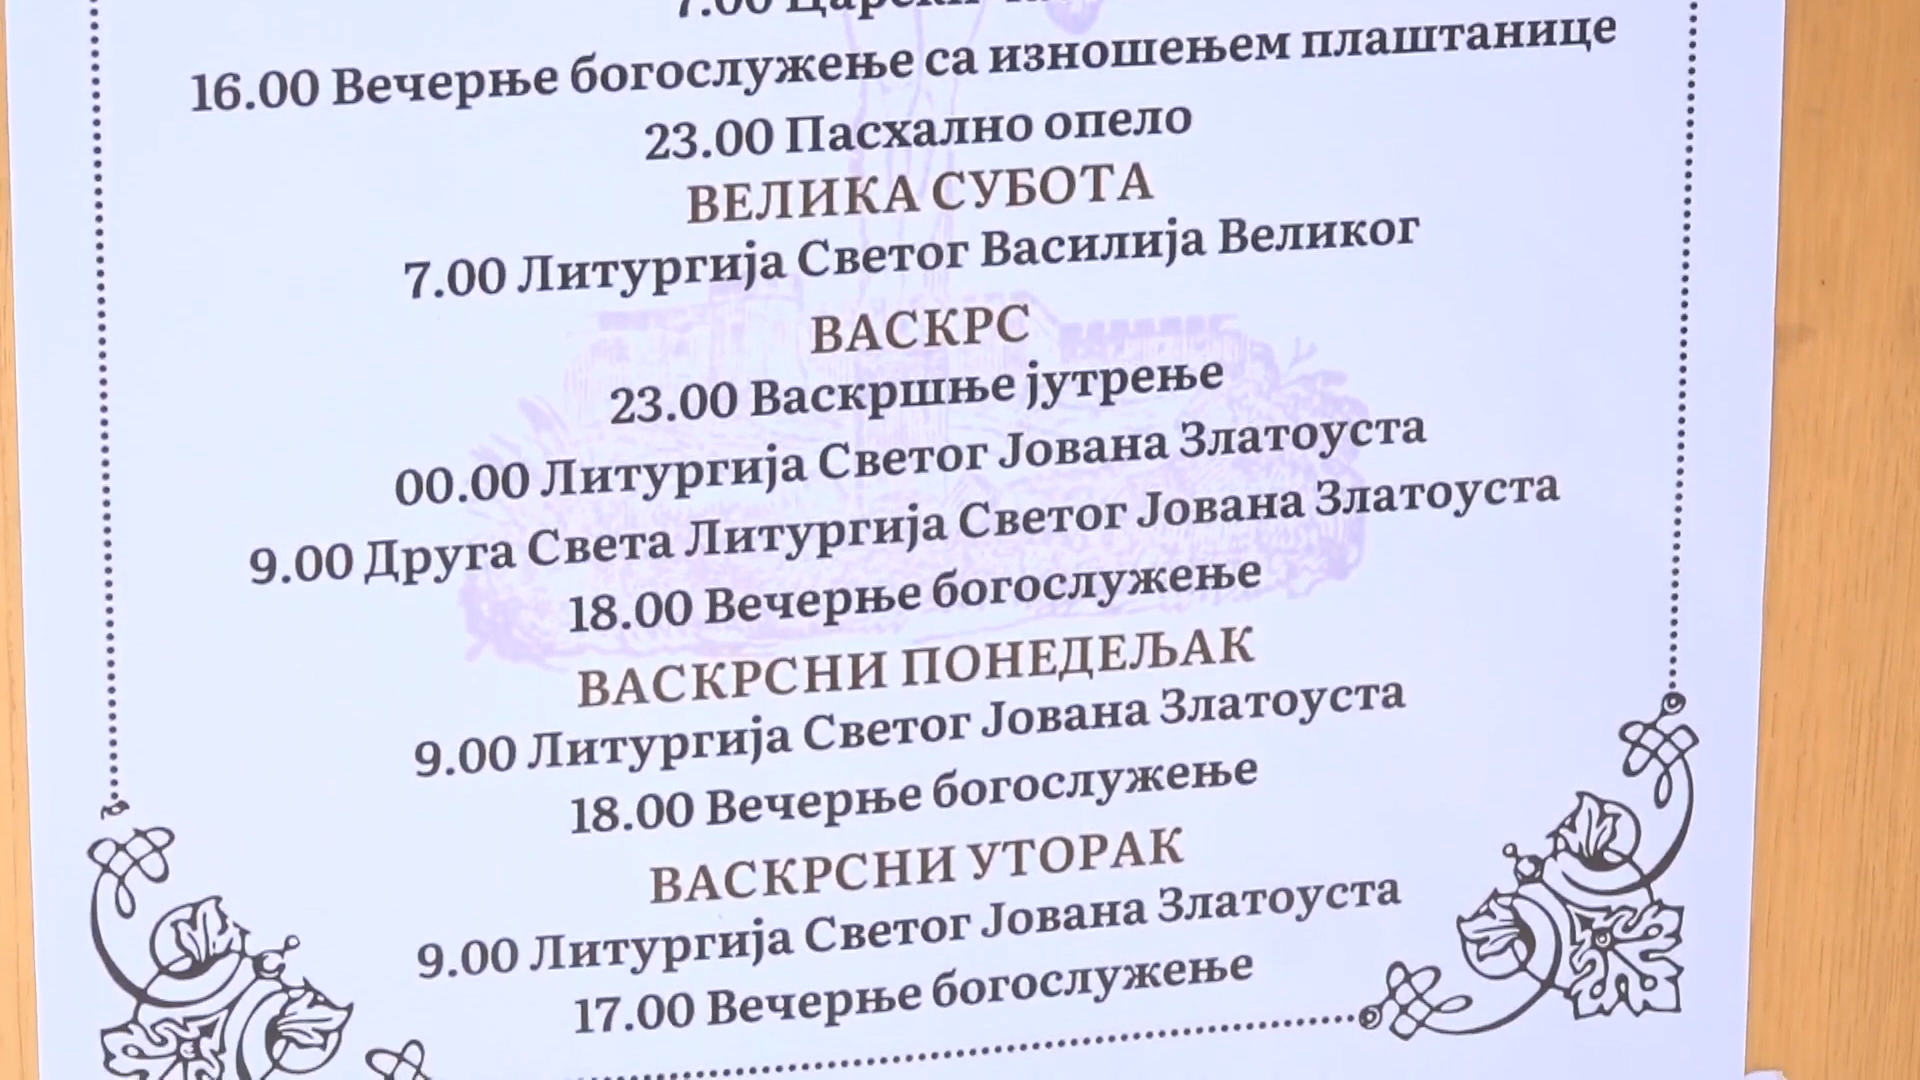 7.00 Царски
16.00 Вечерње богослужење са изношењем плаштанице
23.00 Пасхално опело
ВЕЛИКА СУБОТА
7.00 Литургија Светог Василија Великог
ВАСКРС
23.00 Васкршње јутрење
00.00 Литургија Светог Јована Златоуста
9.00 Друга Света Литургија Светог Јована Златоуста
18.00 Вечерње богослужење
ВАСКРСНИ ПОНЕДЕЉАК
9.00 Литургија Светог Јована Златоуста
18.00 Вечерње богослужење
ВАСКРСНИ УТОРАК
9.00 Литургија Светог Јована Златоуста
17.00 Вечерње богослужење